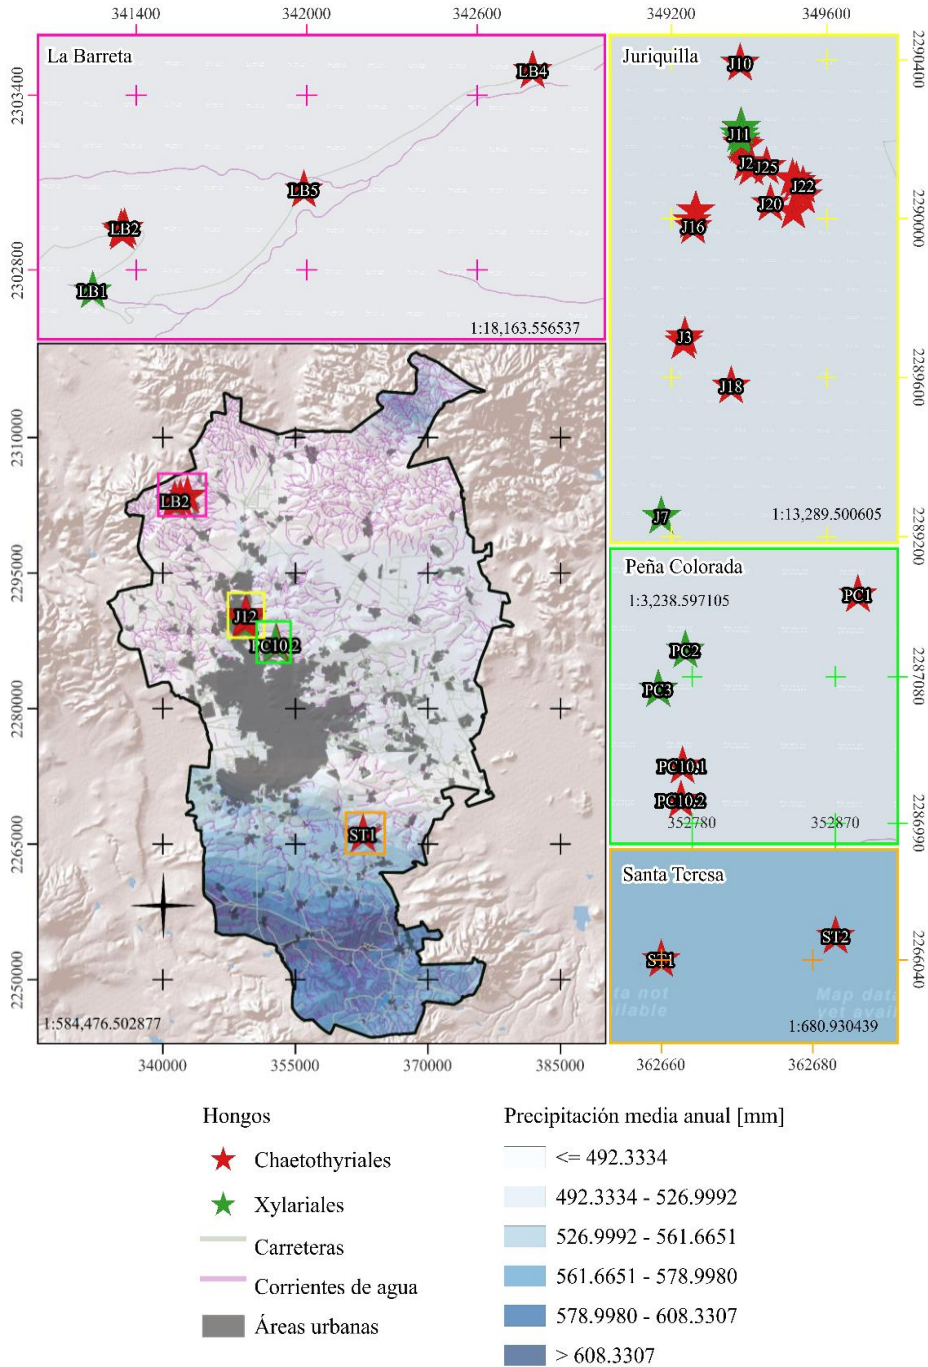 341400 342000 342600 349200 349600
La Barreta
2303400
2302800
LB4
LB5
LB2
LB1
1:18,163.556537
Juriquilla
2290400
2290000
2289600
2289200
J10
J11
J2
J25
J22
J20
J16
J3
J18
J7
1:13,289.500605
2310000
2295000
2280000
2265000
2250000
LB2
J12
PC10.2
ST1
1:584,476.502877
340000 355000 370000 385000
Peña Colorada
1:3,238.597105
PC1
PC2
PC3
PC10.1
PC10.2
352780 352870
2287080
2286990
Santa Teresa
ST2
ST1
2266040
Map data
1:680.930439
362660 362680
Hongos
Chaetothyriales
Xylariales
Carreteras
Corrientes de agua
Áreas urbanas
Precipitación media anual [mm]
<= 492.3334
492.3334 - 526.9992
526.9992 - 561.6651
561.6651 - 578.9980
578.9980 - 608.3307
> 608.3307